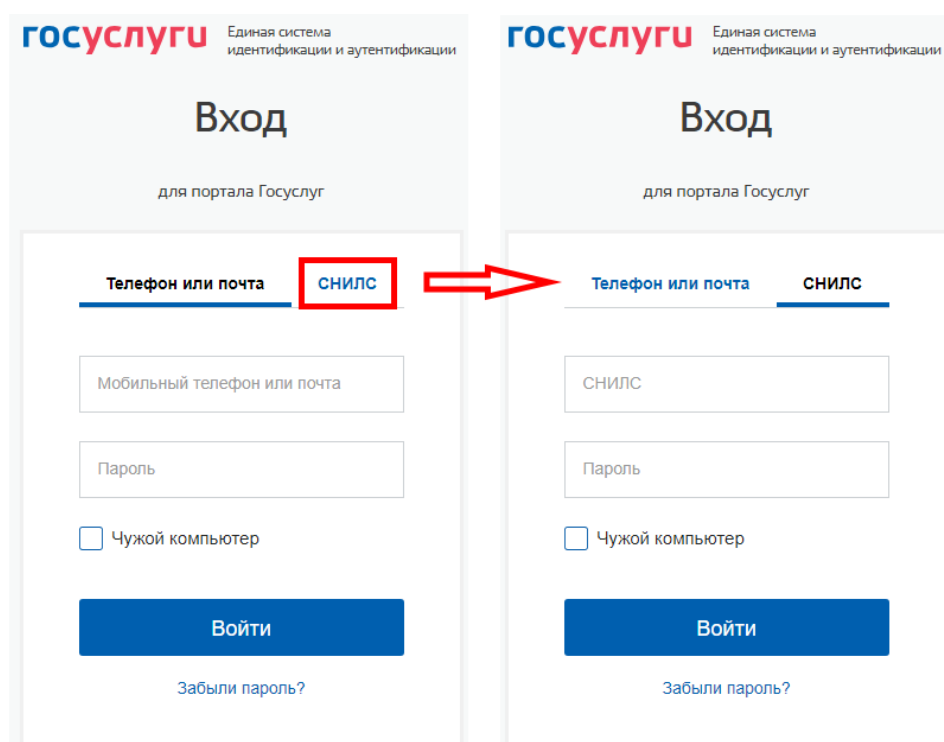 госуслуги
Единая система
идентификации и аутентификации
Вход
для портала Госуслуг
Телефон или почта
СНИЛС
Мобильный телефон или почта
Пароль
Чужой компьютер
Войти
Забыли пароль?
госуслуги
Единая система
идентификации и аутентификации
Вход
для портала Госуслуг
Телефон или почта
СНИЛС
СНИЛС
Пароль
Чужой компьютер
Войти
Забыли пароль?